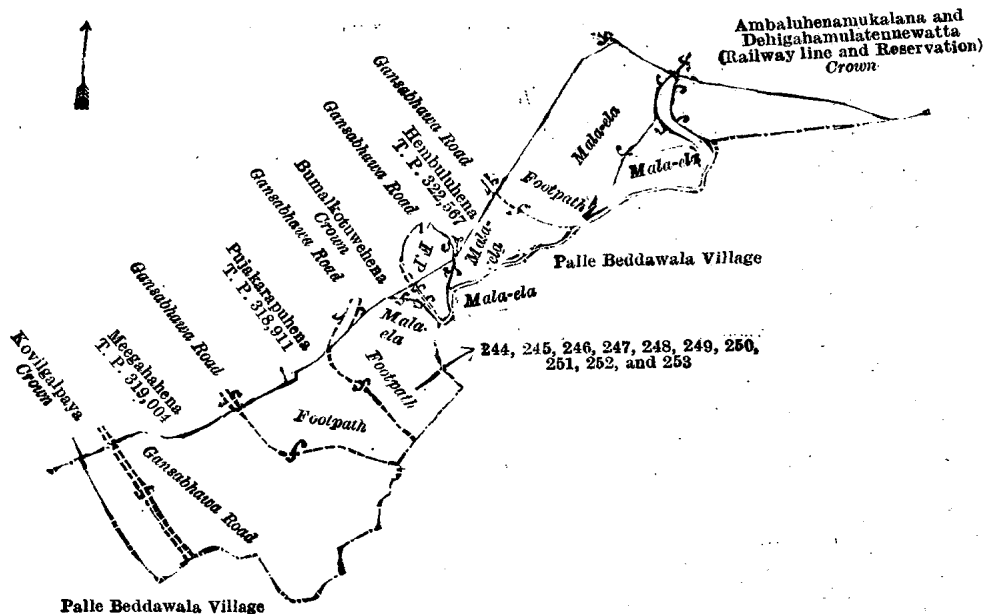 Ambaluhenamukalana and
Dehigahamulatennewatta
(Railway line and Reservation)
Crown
Gansabhawa Road
Hembuluhena
T. P. 322,567
Gansabhawa Road
Bumalkotuwehena
Crown
Gansabhawa Road
Pujakarapuhena
T. P. 318,911
Gansabhawa Road
Meegahahena
T. P. 319,004
Kovilgalpaya
Crown
Mala-ela
Mala-ela
Footpath
Mala-
ela
F.P.
Palle Beddawala Village
Mala-ela
Mala-
ela
244, 245, 246, 247, 248, 249, 250,
251, 252, and 253
Footpath
Footpath
Gansabhawa Road
Palle Beddawala Village